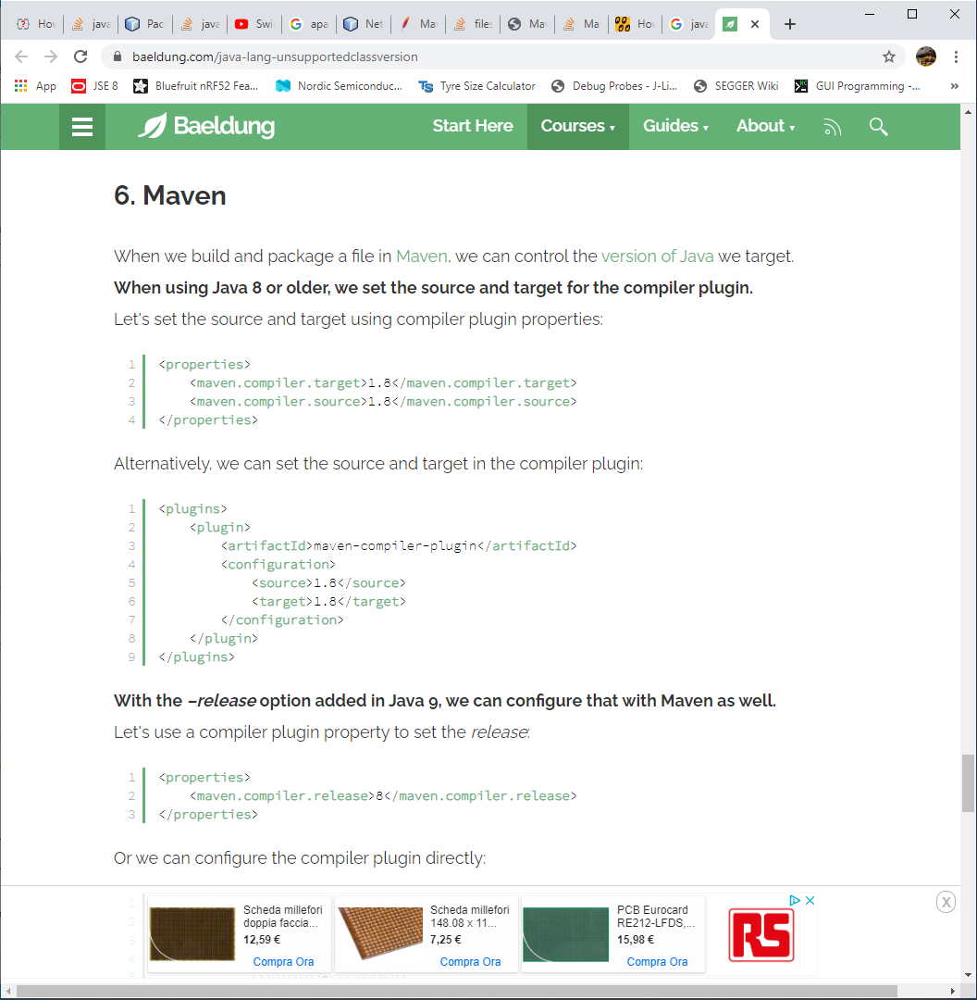 Hov
java
Pac
java
Swi
apa
Net
Ma
files
Ma
Ma
Hov
java
baeldung.com/java-lang-unsupportedclassversion
App
JSE 8
Bluefruit nRF52 Fea...
Nordic Semiconduc...
TS
Tyre Size Calculator
Debug Probes - J-Li...
SEGGER Wiki
GUI Programming -...
»
Baeldung
Start Here
Courses ▾
Guides ▾
About ▾
6. Maven
When we build and package a file in Maven, we can control the version of Java we target.
When using Java 8 or older, we set the source and target for the compiler plugin.
Let's set the source and target using compiler plugin properties:
1 <properties>
2 <maven.compiler.target>1.8</maven.compiler.target>
3 <maven.compiler.source>1.8</maven.compiler.source>
4 </properties>
Alternatively, we can set the source and target in the compiler plugin:
1 <plugins>
2 <plugin>
3 <artifactId>maven-compiler-plugin</artifactId>
4 <configuration>
5 <source>1.8</source>
6 <target>1.8</target>
7 </configuration>
8 </plugin>
9 </plugins>
With the –release option added in Java 9, we can configure that with Maven as well.
Let's use a compiler plugin property to set the release:
1 <properties>
2 <maven.compiler.release>8</maven.compiler.release>
3 </properties>
Or we can configure the compiler plugin directly:
1
2
3
4
5
Scheda millefori
doppia faccia...
12,59 €
Compra Ora
Scheda millefori
148.08 x 11...
7,25 €
Compra Ora
PCB Eurocard
RE212-LFDS,...
15,98 €
Compra Ora
RS
X